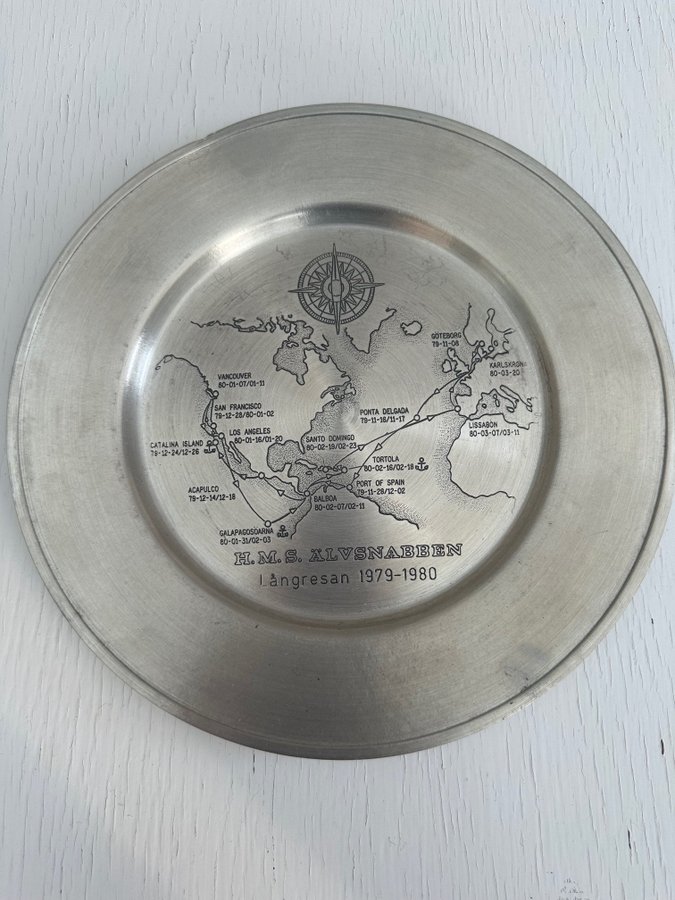 GÖTEBORG
79-11-08
KARLSKRONA
80-03-20
VANCOUVER
80-01-07/01-11
SAN FRANCISCO
79-12-28/80-01-02
PONTA DELGADA
79-11-16/11-17
LISSABON
80-03-07/03-11
LOS ANGELES
80-01-16/01-20
CATALINA ISLAND
79-12-24/12-26
SANTO DOMINGO
80-02-19/02-23
TORTOLA
80-02-16/02-18
PORT OF SPAIN
79-11-28/12-02
ACAPULCO
79-12-14/12-18
BALBOA
80-02-07/02-11
GALAPAGOSÖARNA
80-01-31/02-03
H.M.S. ÄLVSNABBEN
Långresan 1979-1980